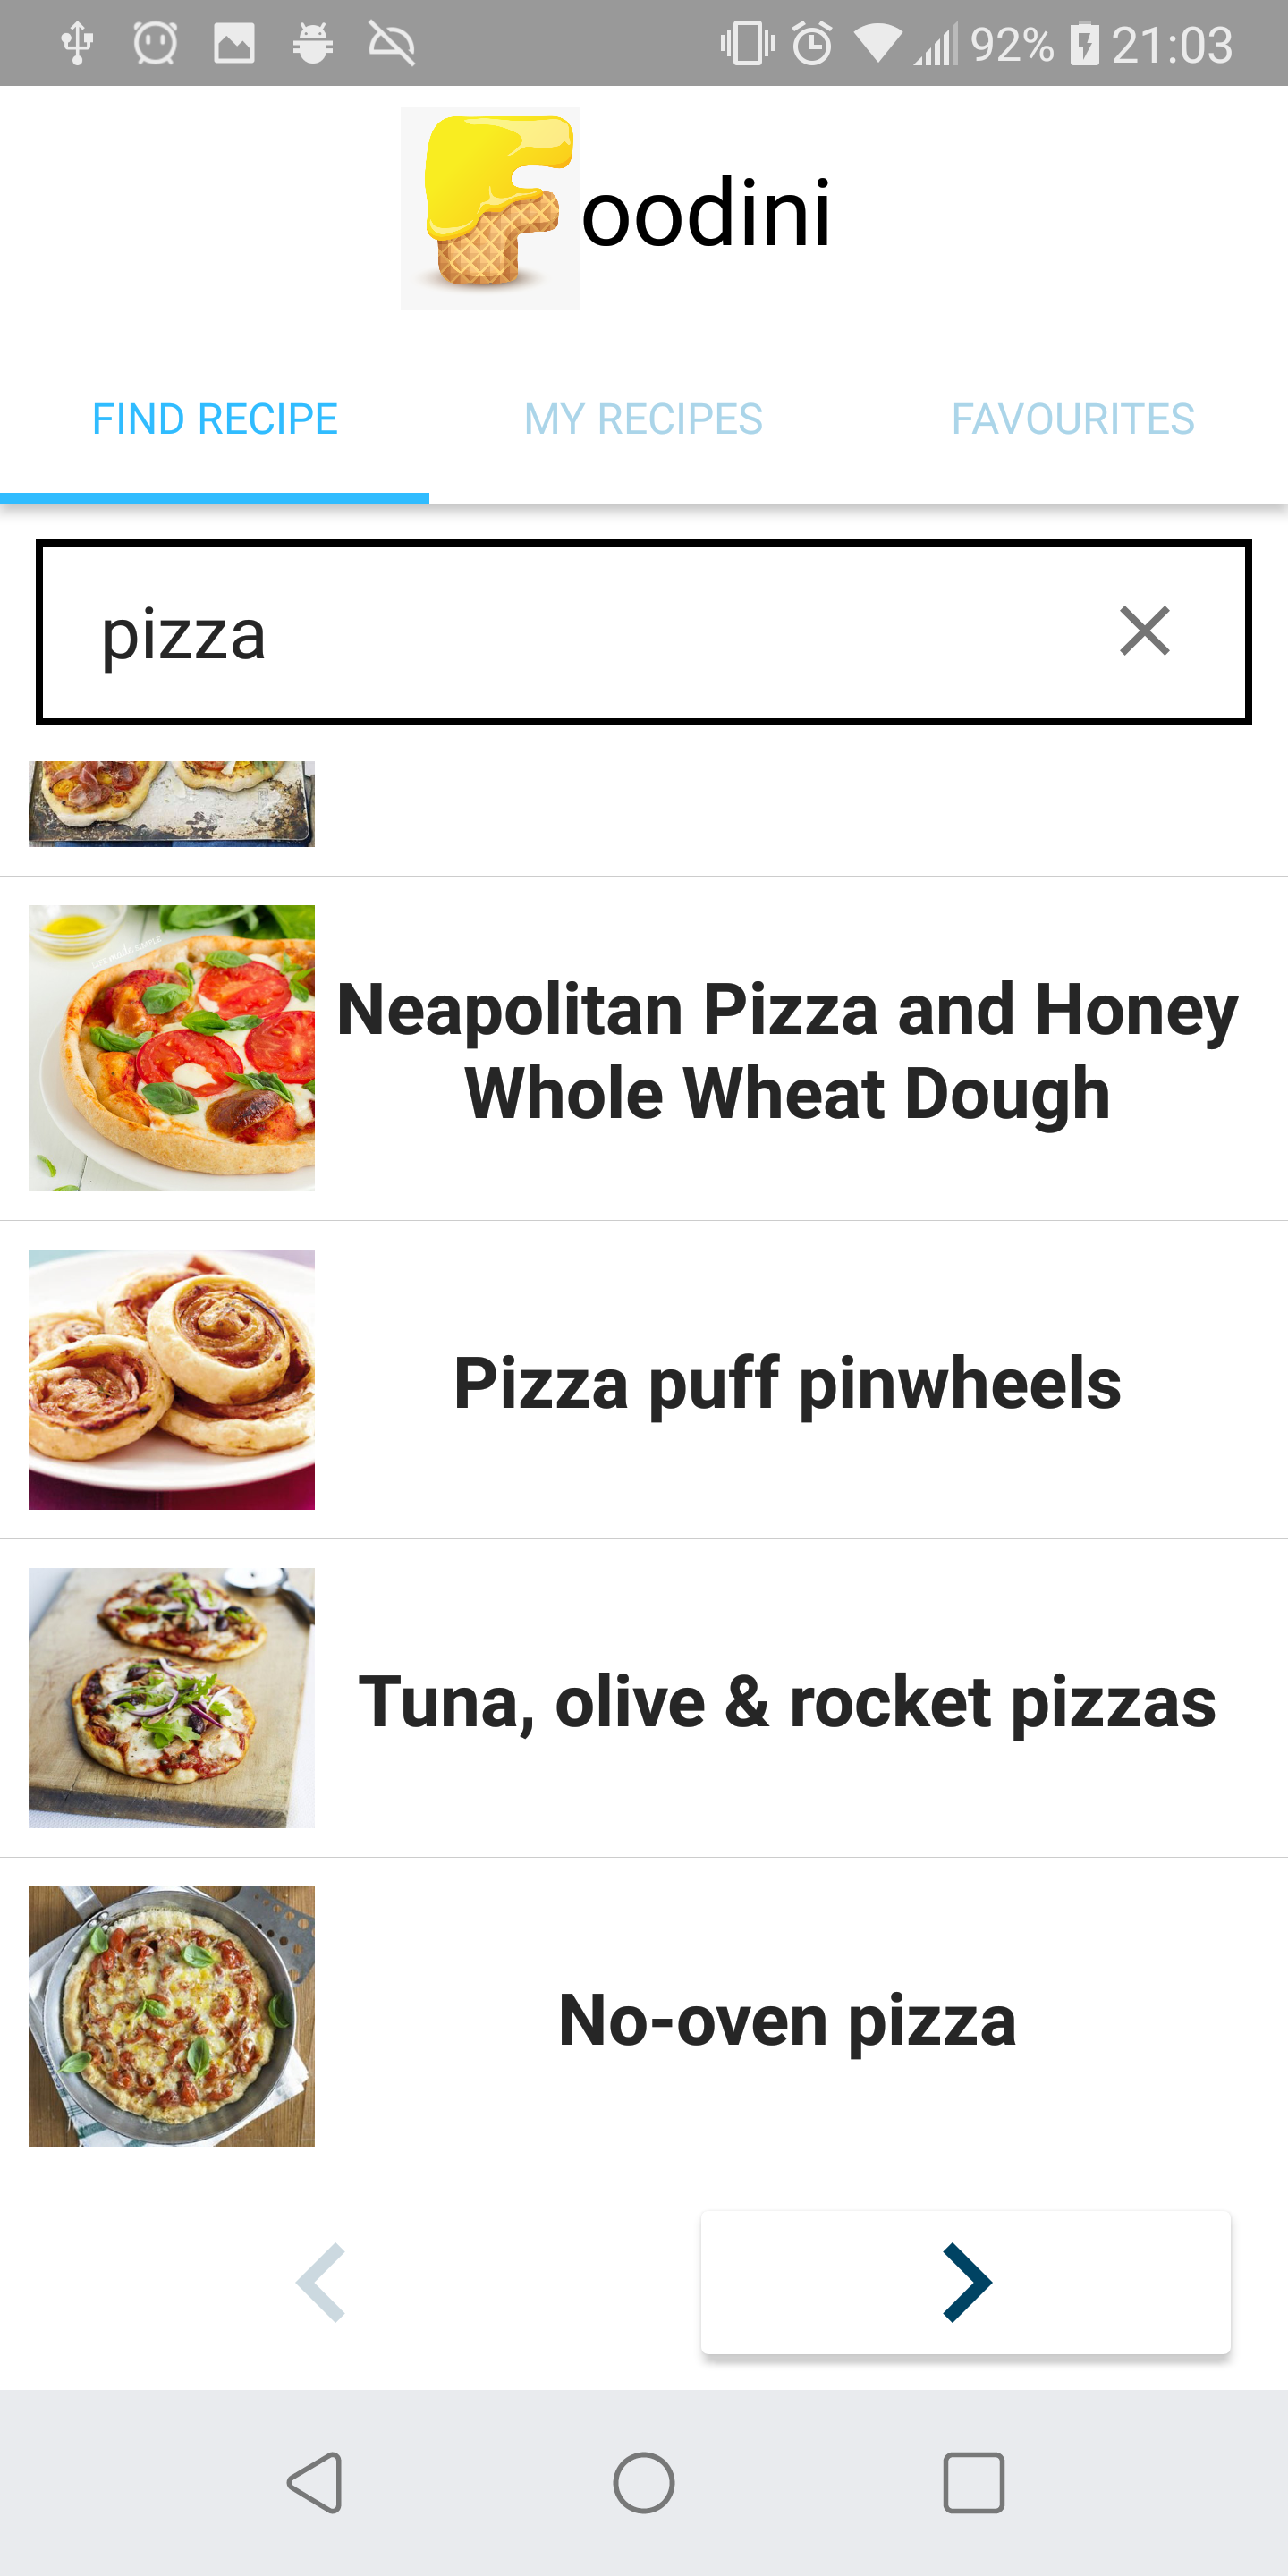 92% 21:03
Foodini
FIND RECIPE MY RECIPES FAVOURITES
pizza
Neapolitan Pizza and Honey
Whole Wheat Dough
Pizza puff pinwheels
Tuna, olive & rocket pizzas
No-oven pizza